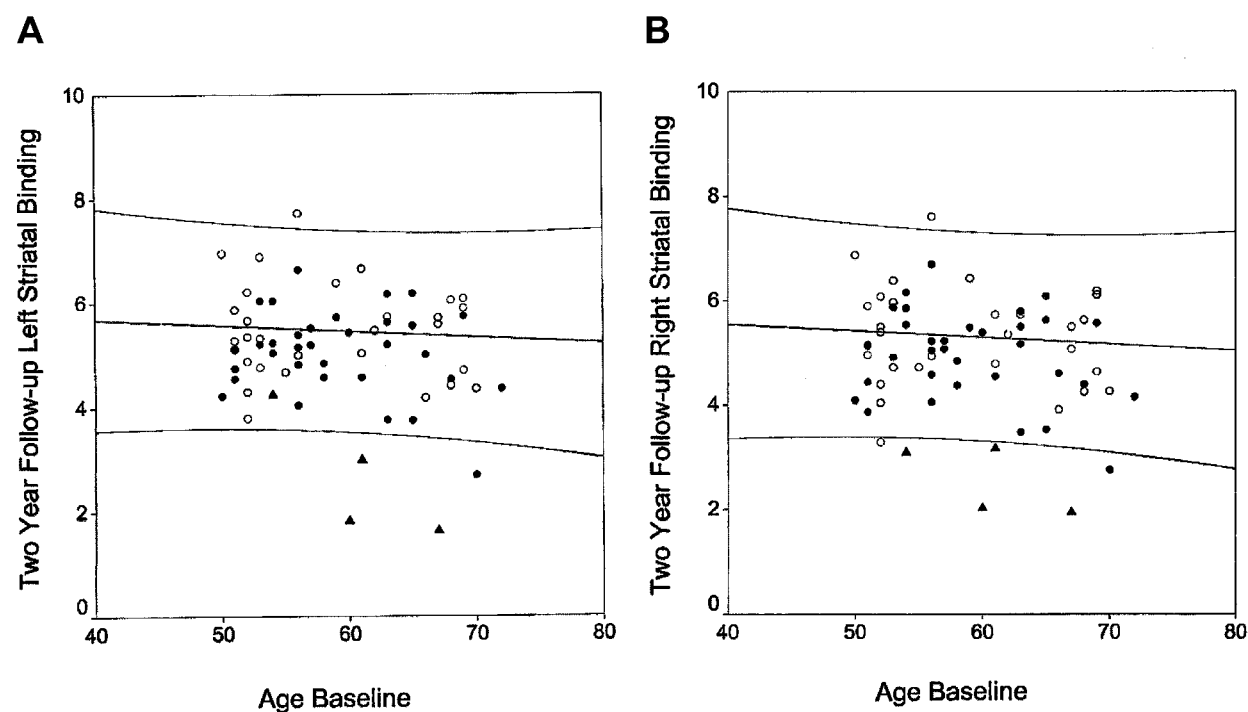 A
Two Year Follow-up Left Striatal Binding
10
8
6
4
2
0
40 50 60 70 80
Age Baseline
B
Two Year Follow-up Right Striatal Binding
10
8
6
4
2
0
40 50 60 70 80
Age Baseline